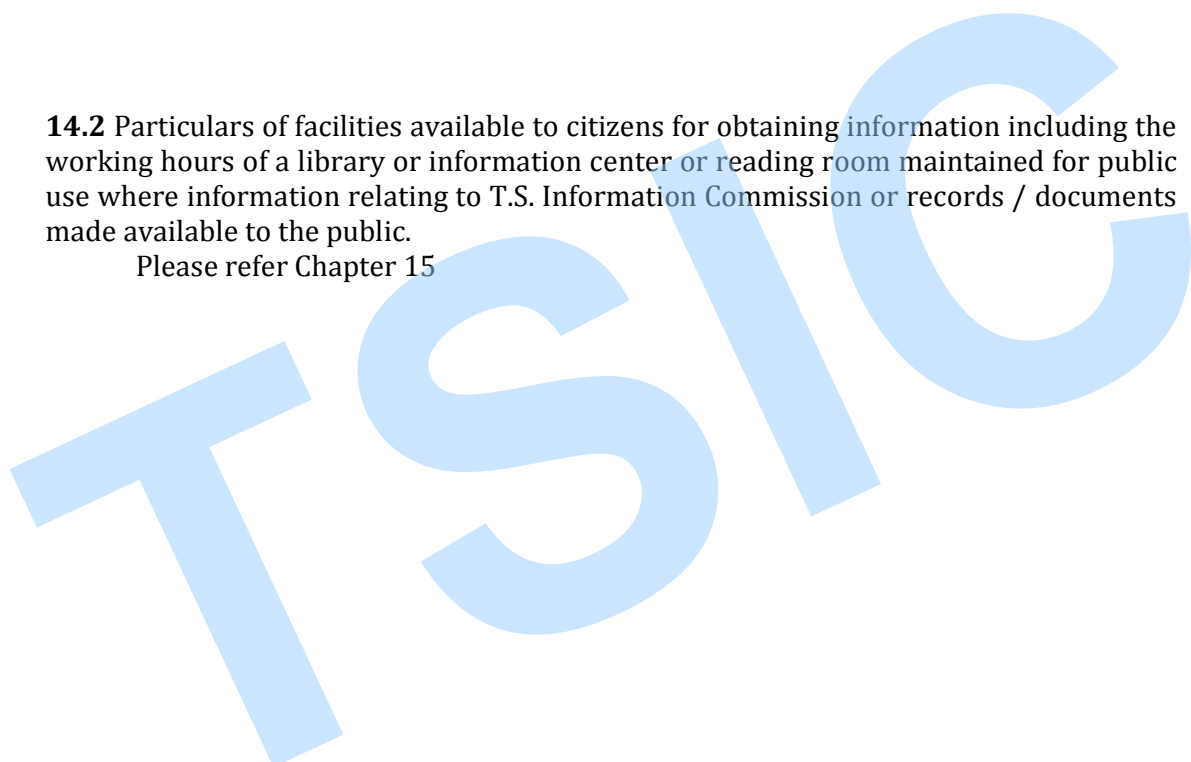 14.2 Particulars of facilities available to citizens for obtaining information including the
working hours of a library or information center or reading room maintained for public
use where information relating to T.S. Information Commission or records / documents
made available to the public.
Please refer Chapter 15
TSIC